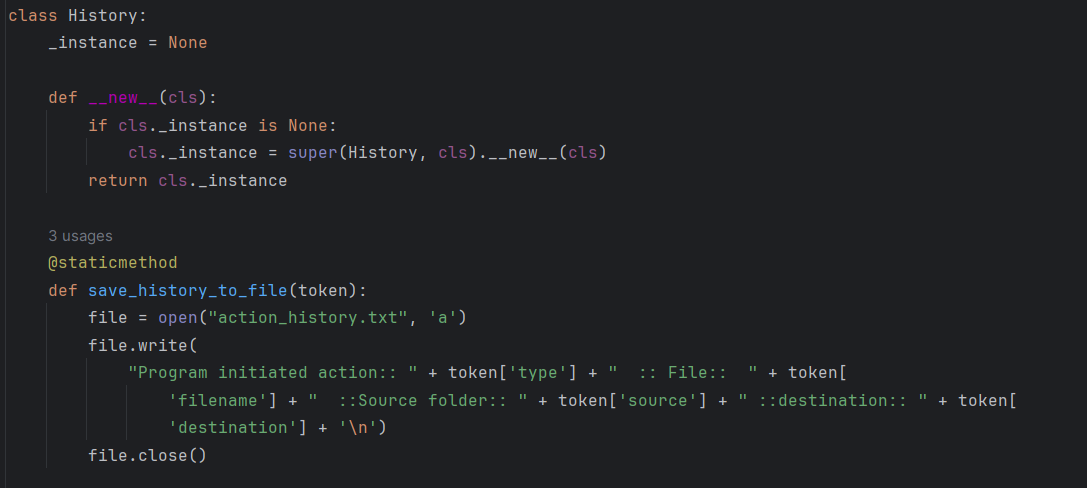 class History:
    _instance = None

    def __new__(cls):
        if cls._instance is None:
            cls._instance = super(History, cls).__new__(cls)
        return cls._instance

    3 usages
    @staticmethod
    def save_history_to_file(token):
        file = open("action_history.txt", 'a')
        file.write(
            "Program initiated action:: " + token['type'] + "  :: File::  " + token[
                'filename'] + "  ::Source folder:: " + token['source'] + " ::destination:: " + token[
                'destination'] + '\n')
        file.close()